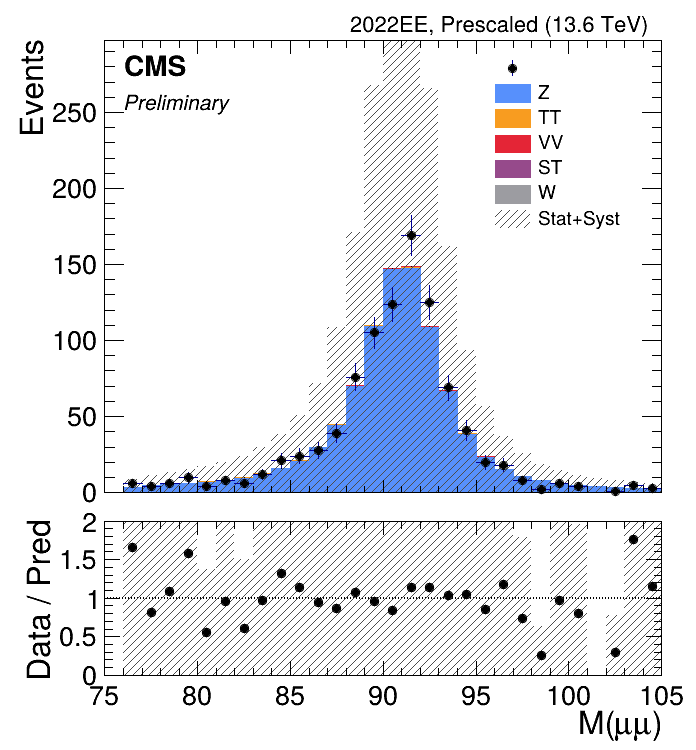 2022EE, Prescaled (13.6 TeV)
CMS
Preliminary
Events
250
200
150
100
50
0
Z
TT
VV
ST
W
Stat+Syst
Data / Pred
2
1.5
1
0.5
0
75 80 85 90 95 100 105
M(μμ)